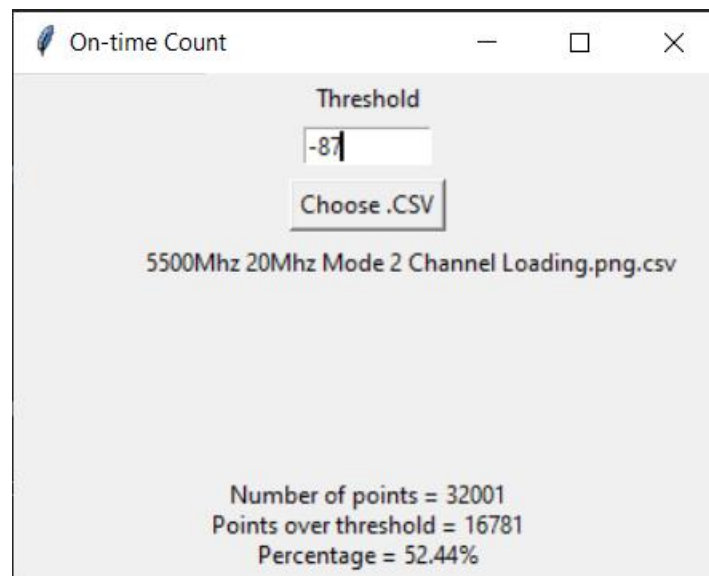 On-time Count
Threshold
-87
Choose .CSV
5500Mhz 20Mhz Mode 2 Channel Loading.png.csv
Number of points = 32001
Points over threshold = 16781
Percentage = 52.44%